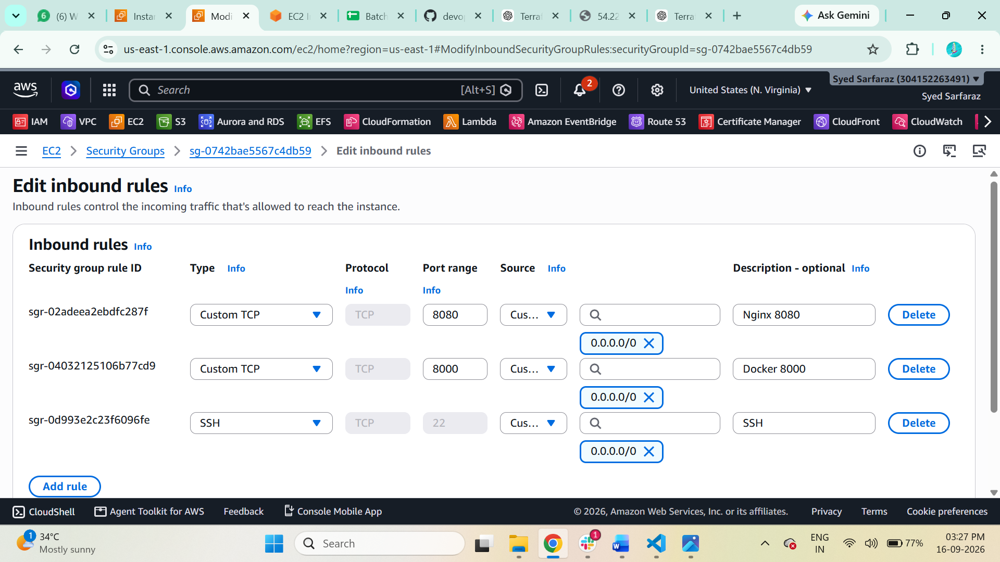 (6) W
Instan
Modi
EC2 I
Batch
devo
Terra
54.22
Terra
Ask Gemini
us-east-1.console.aws.amazon.com/ec2/home?region=us-east-1#ModifyInboundSecurityGroupRules:securityGroupId=sg-0742bae5567c4db59
aws
Search
[Alt+S]
2
United States (N. Virginia)
Syed Sarfaraz (304152263491)
Syed Sarfaraz
IAM
VPC
EC2
S3
Aurora and RDS
EFS
CloudFormation
Lambda
Amazon EventBridge
Route 53
Certificate Manager
CloudFront
CloudWatch
EC2
Security Groups
sg-0742bae5567c4db59
Edit inbound rules
Edit inbound rules Info
Inbound rules control the incoming traffic that's allowed to reach the instance.
Inbound rules Info
Security group rule ID
Type Info
Protocol
Info
Port range
Info
Source Info
Description - optional Info
sgr-02adeea2ebdfc287f
Custom TCP
TCP
8080
Cus...
Nginx 8080
Delete
0.0.0.0/0
sgr-04032125106b77cd9
Custom TCP
TCP
8000
Cus...
Docker 8000
Delete
0.0.0.0/0
sgr-0d993e2c23f6096fe
SSH
TCP
22
Cus...
SSH
Delete
0.0.0.0/0
Add rule
CloudShell
Agent Toolkit for AWS
Feedback
Console Mobile App
© 2026, Amazon Web Services, Inc. or its affiliates.
Privacy
Terms
Cookie preferences
1
34°C
Mostly sunny
Search
1
ENG
IN
77%
03:27 PM
16-09-2026